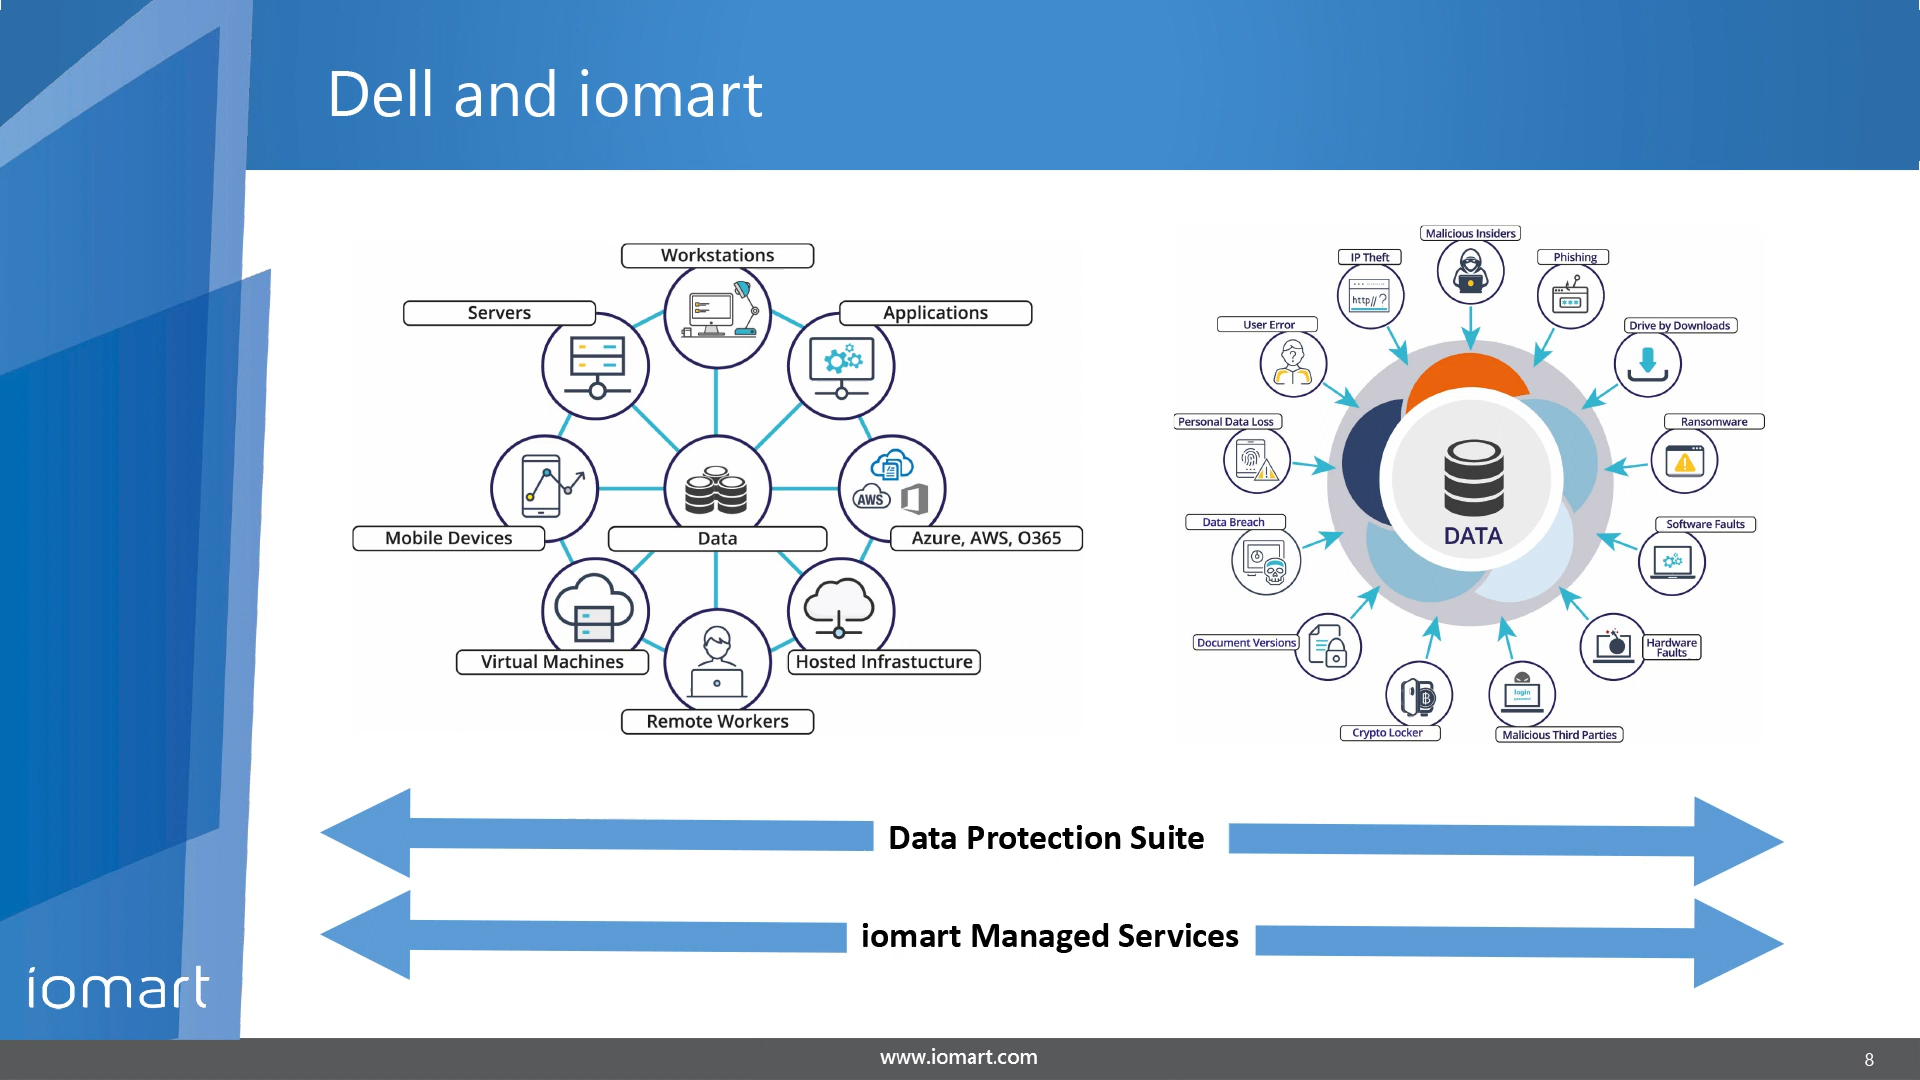 Dell and iomart
Workstations
Servers
Applications
Mobile Devices
Data
Azure, AWS, O365
AWS
Virtual Machines
Hosted Infrastucture
Remote Workers
Malicious Insiders
IP Theft
http// ?
Phishing
***
User Error
?
Drive by Downloads
Personal Data Loss
Ransomware
Data Breach
Software Faults
DATA
Document Versions
Hardware
Faults
login
Crypto Locker
Malicious Third Parties
Data Protection Suite
iomart Managed Services
iomart
www.iomart.com
8